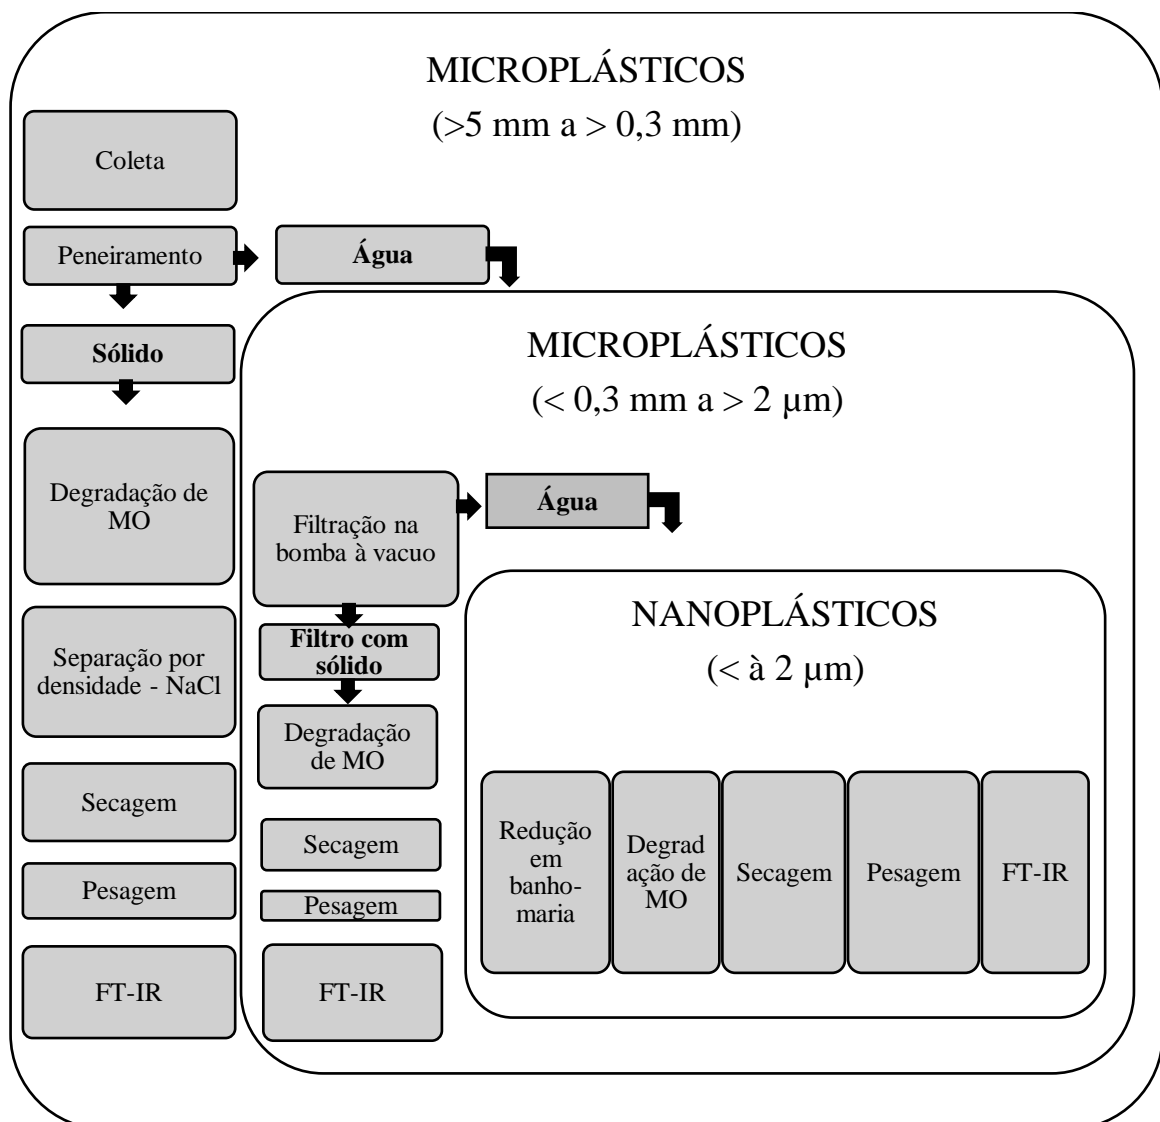 MICROPLÁSTICOS
(>5 mm a > 0,3 mm)
Coleta
Peneiramento
Água
Sólido
Degradação de
MO
Separação por
densidade - NaCl
Secagem
Pesagem
FT-IR
MICROPLÁSTICOS
(< 0,3 mm a > 2 µm)
Filtração na
bomba à vacuo
Água
Filtro com
sólido
Degradação
de MO
Secagem
Pesagem
FT-IR
NANOPLÁSTICOS
(< à 2 µm)
Redução
em
banho-
maria
Degrad
ação de
MO
Secagem
Pesagem
FT-IR